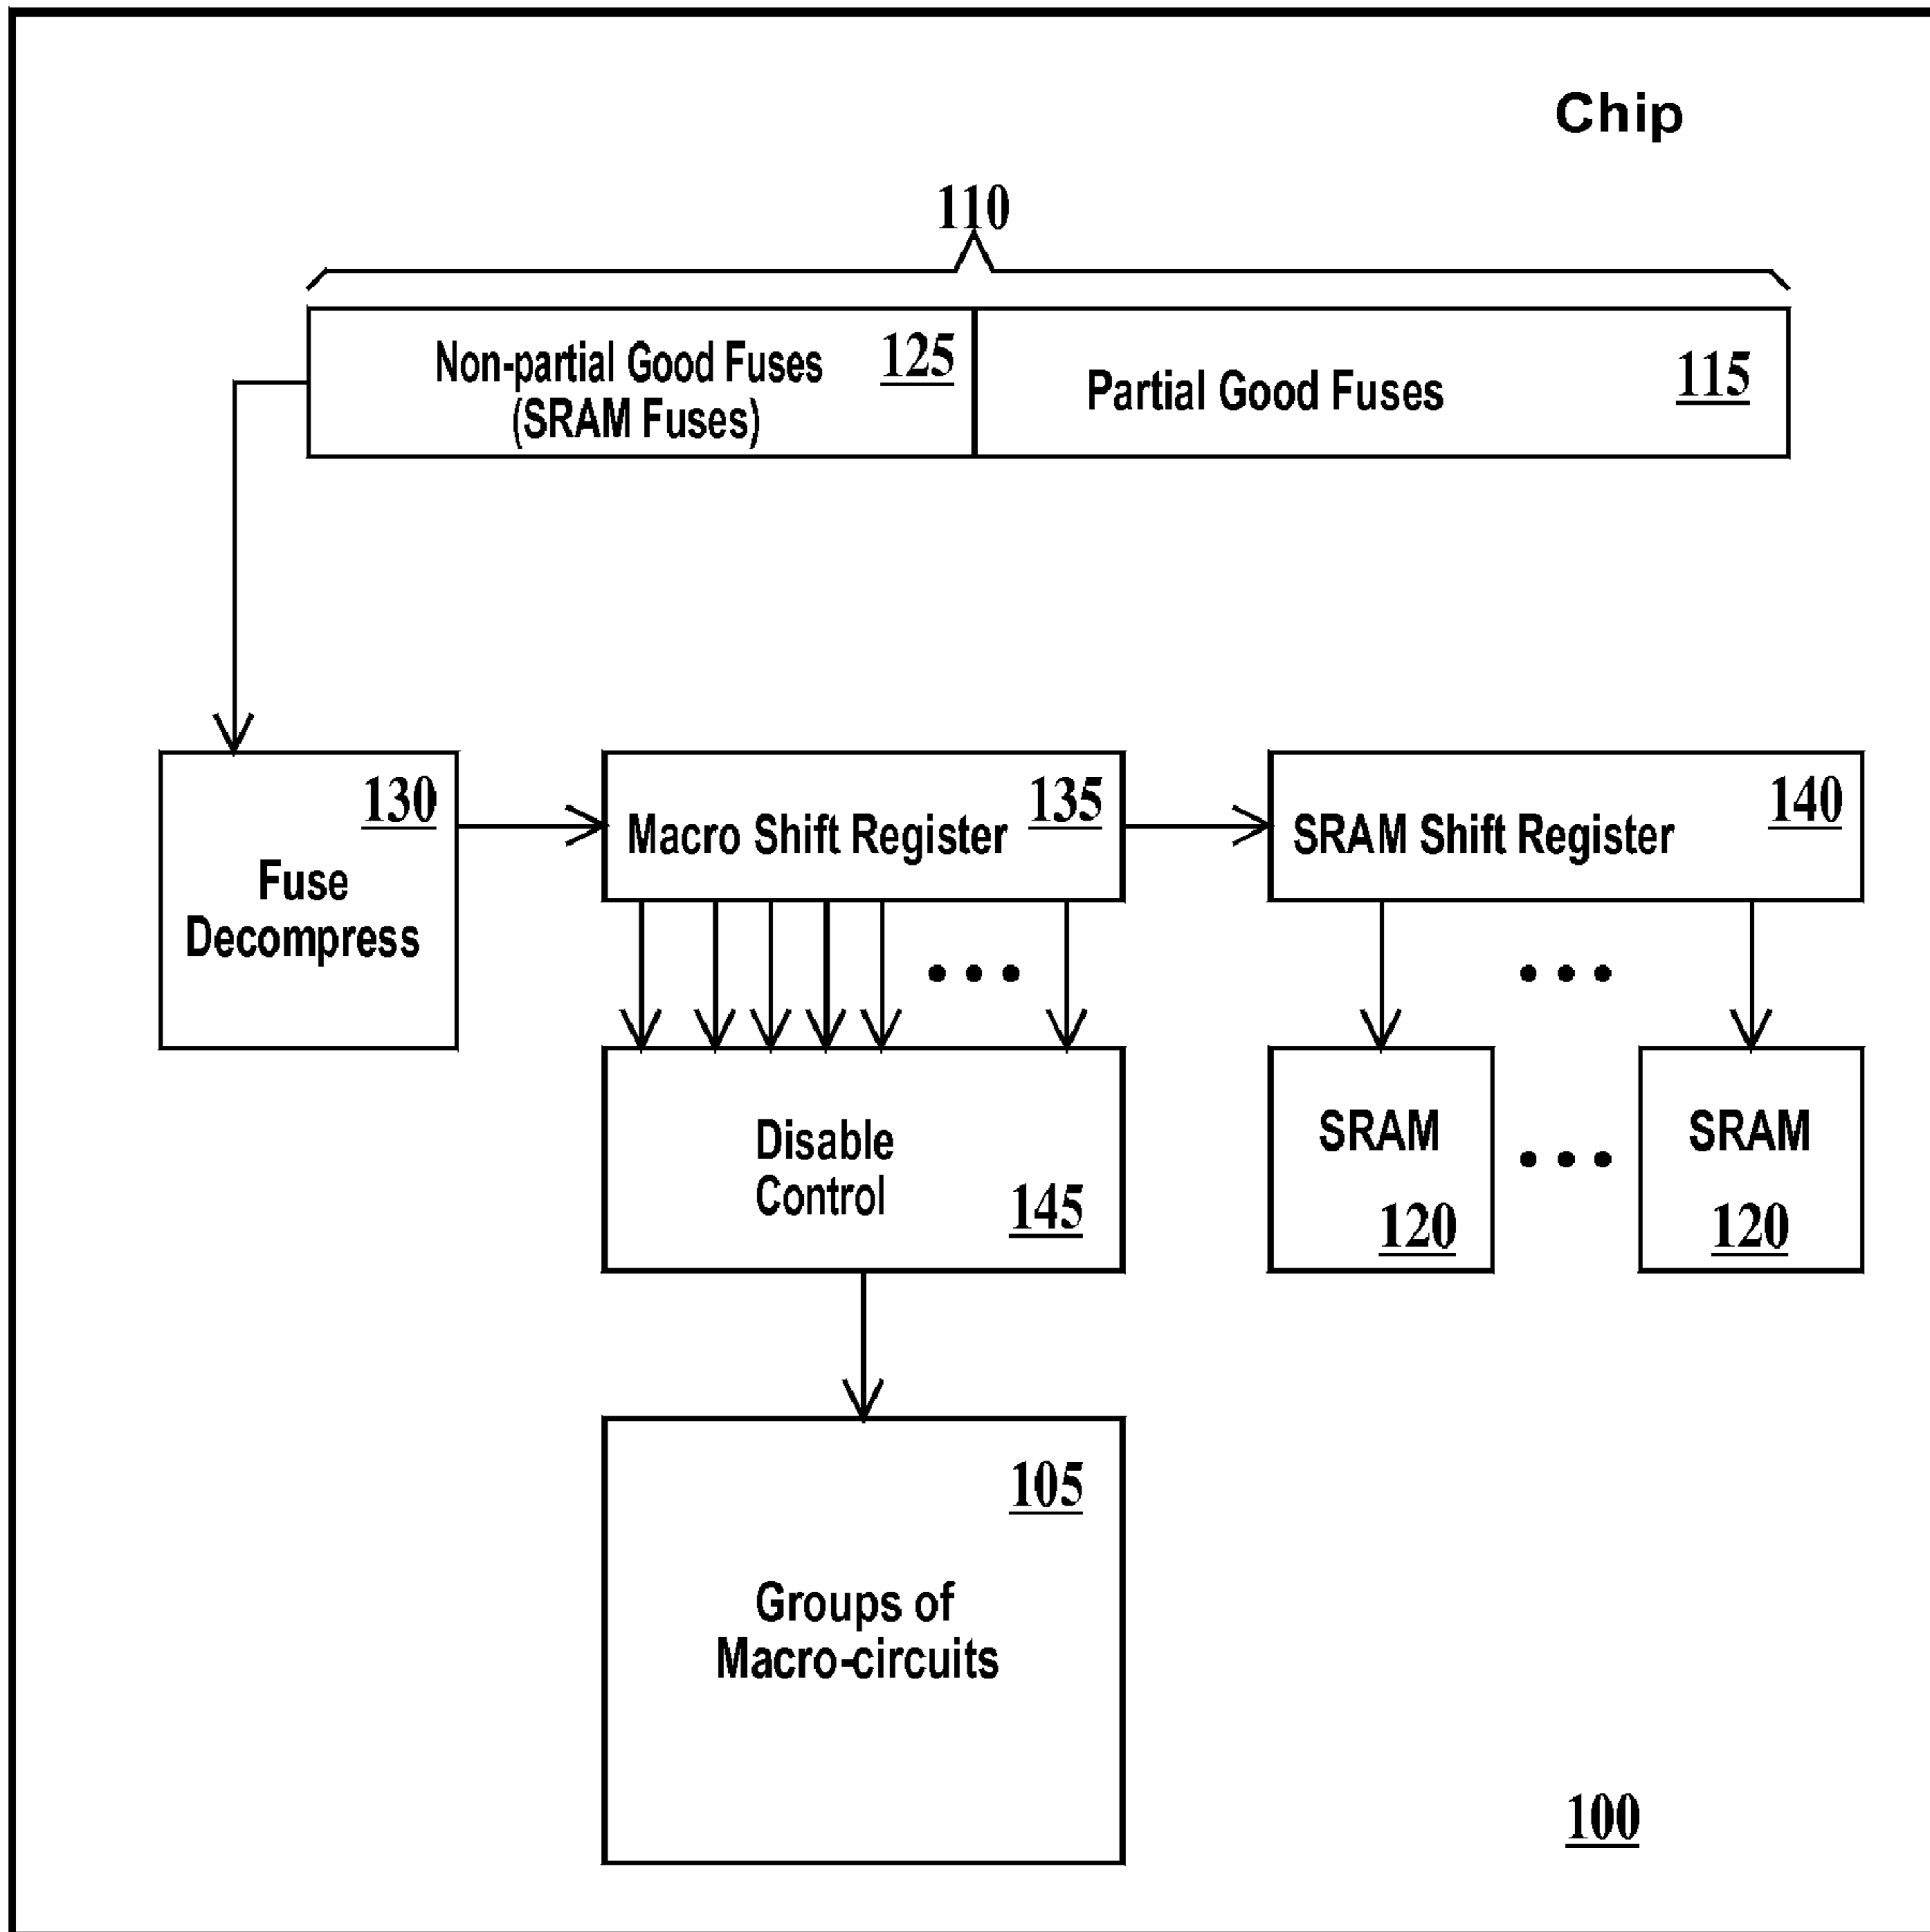 Chip
110
Non-partial Good Fuses 125
(SRAM Fuses)
Partial Good Fuses 115
130
Fuse
Decompress
Macro Shift Register 135
SRAM Shift Register 140
Disable
Control 145
SRAM
120
SRAM
120
105
Groups of
Macro-circuits
100